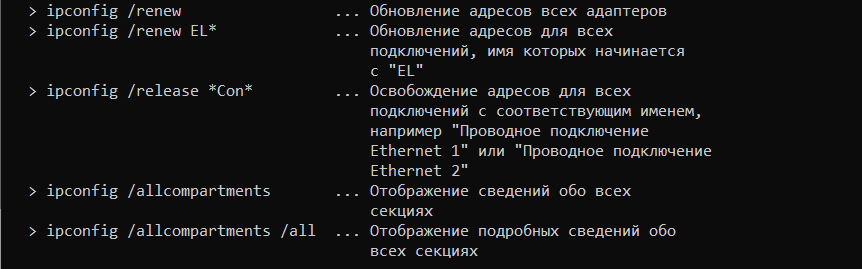 > ipconfig /renew ... Обновление адресов всех адаптеров
> ipconfig /renew EL* ... Обновление адресов для всех
подключений, имя которых начинается
с "EL"
> ipconfig /release *Con* ... Освобождение адресов для всех
подключений с соответствующим именем,
например "Проводное подключение
Ethernet 1" или "Проводное подключение
Ethernet 2"
> ipconfig /allcompartments ... Отображение сведений обо всех
секциях
> ipconfig /allcompartments /all ... Отображение подробных сведений обо
всех секциях